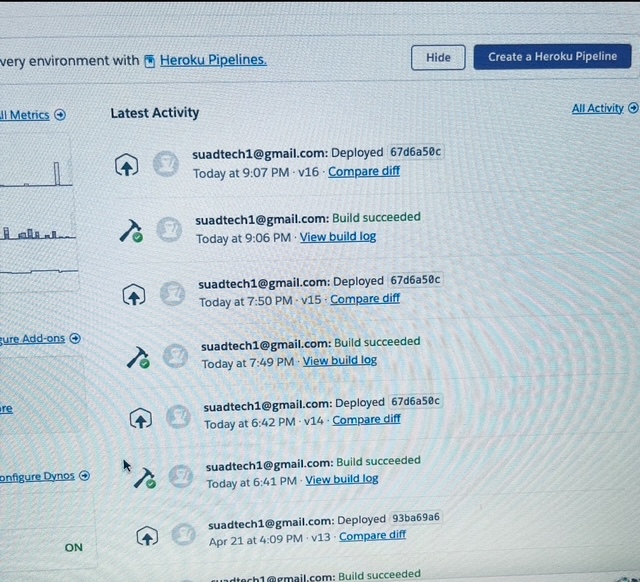 very environment with Heroku Pipelines.
Hide
Create a Heroku Pipeline
ll Metrics
Latest Activity
All Activity
suadtech1@gmail.com: Deployed 67d6a50c
Today at 9:07 PM · v16 · Compare diff
suadtech1@gmail.com: Build succeeded
Today at 9:06 PM · View build log
suadtech1@gmail.com: Deployed 67d6a50c
Today at 7:50 PM · v15 · Compare diff
gure Add-ons
suadtech1@gmail.com: Build succeeded
Today at 7:49 PM · View build log
re
suadtech1@gmail.com: Deployed 67d6a50c
Today at 6:42 PM · v14 · Compare diff
onfigure Dynos
suadtech1@gmail.com: Build succeeded
Today at 6:41 PM · View build log
ON
suadtech1@gmail.com: Deployed 93ba69a6
Apr 21 at 4:09 PM · v13 · Compare diff
suadtech1@gmail.com: Build succeeded